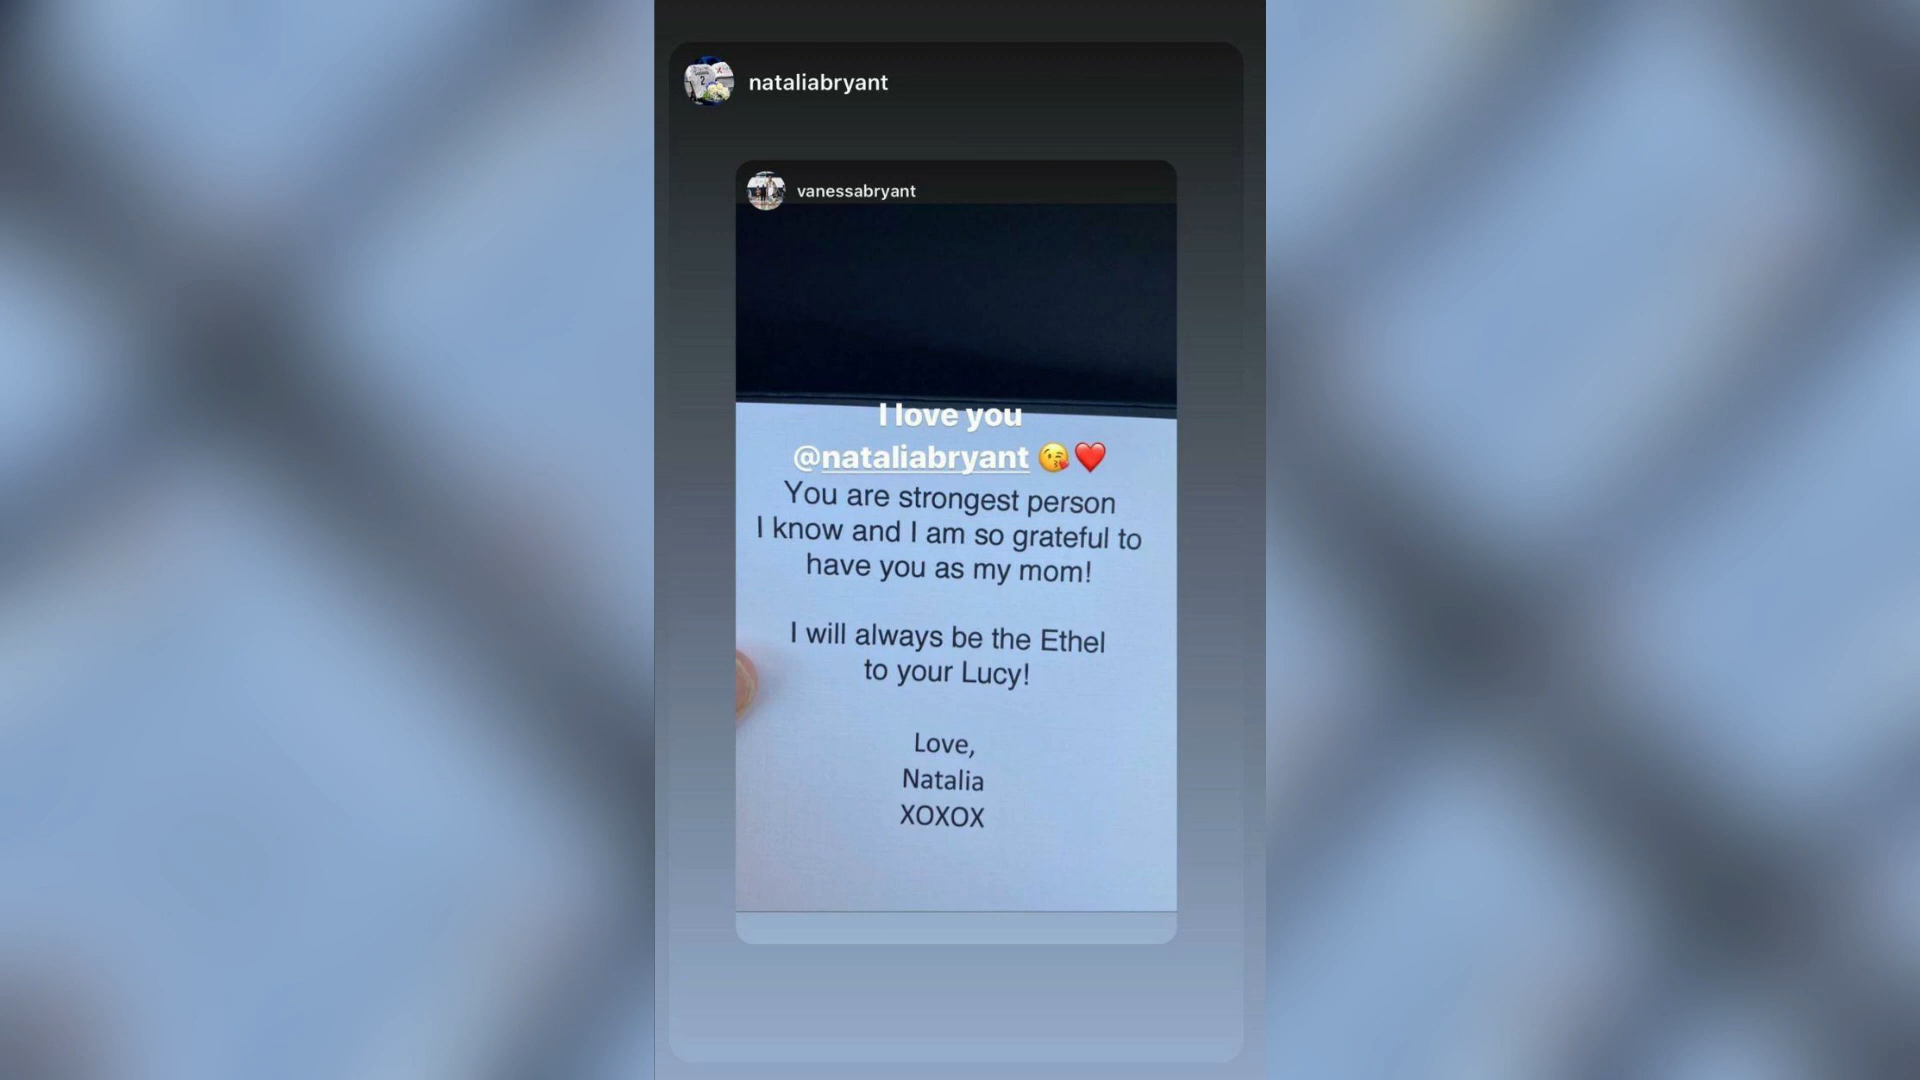 nataliabryant
vanessabryant
I love you
@nataliabryant 😘❤️
You are strongest person
I know and I am so grateful to
have you as my mom!
I will always be the Ethel
to your Lucy!
Love,
Natalia
XOXOX